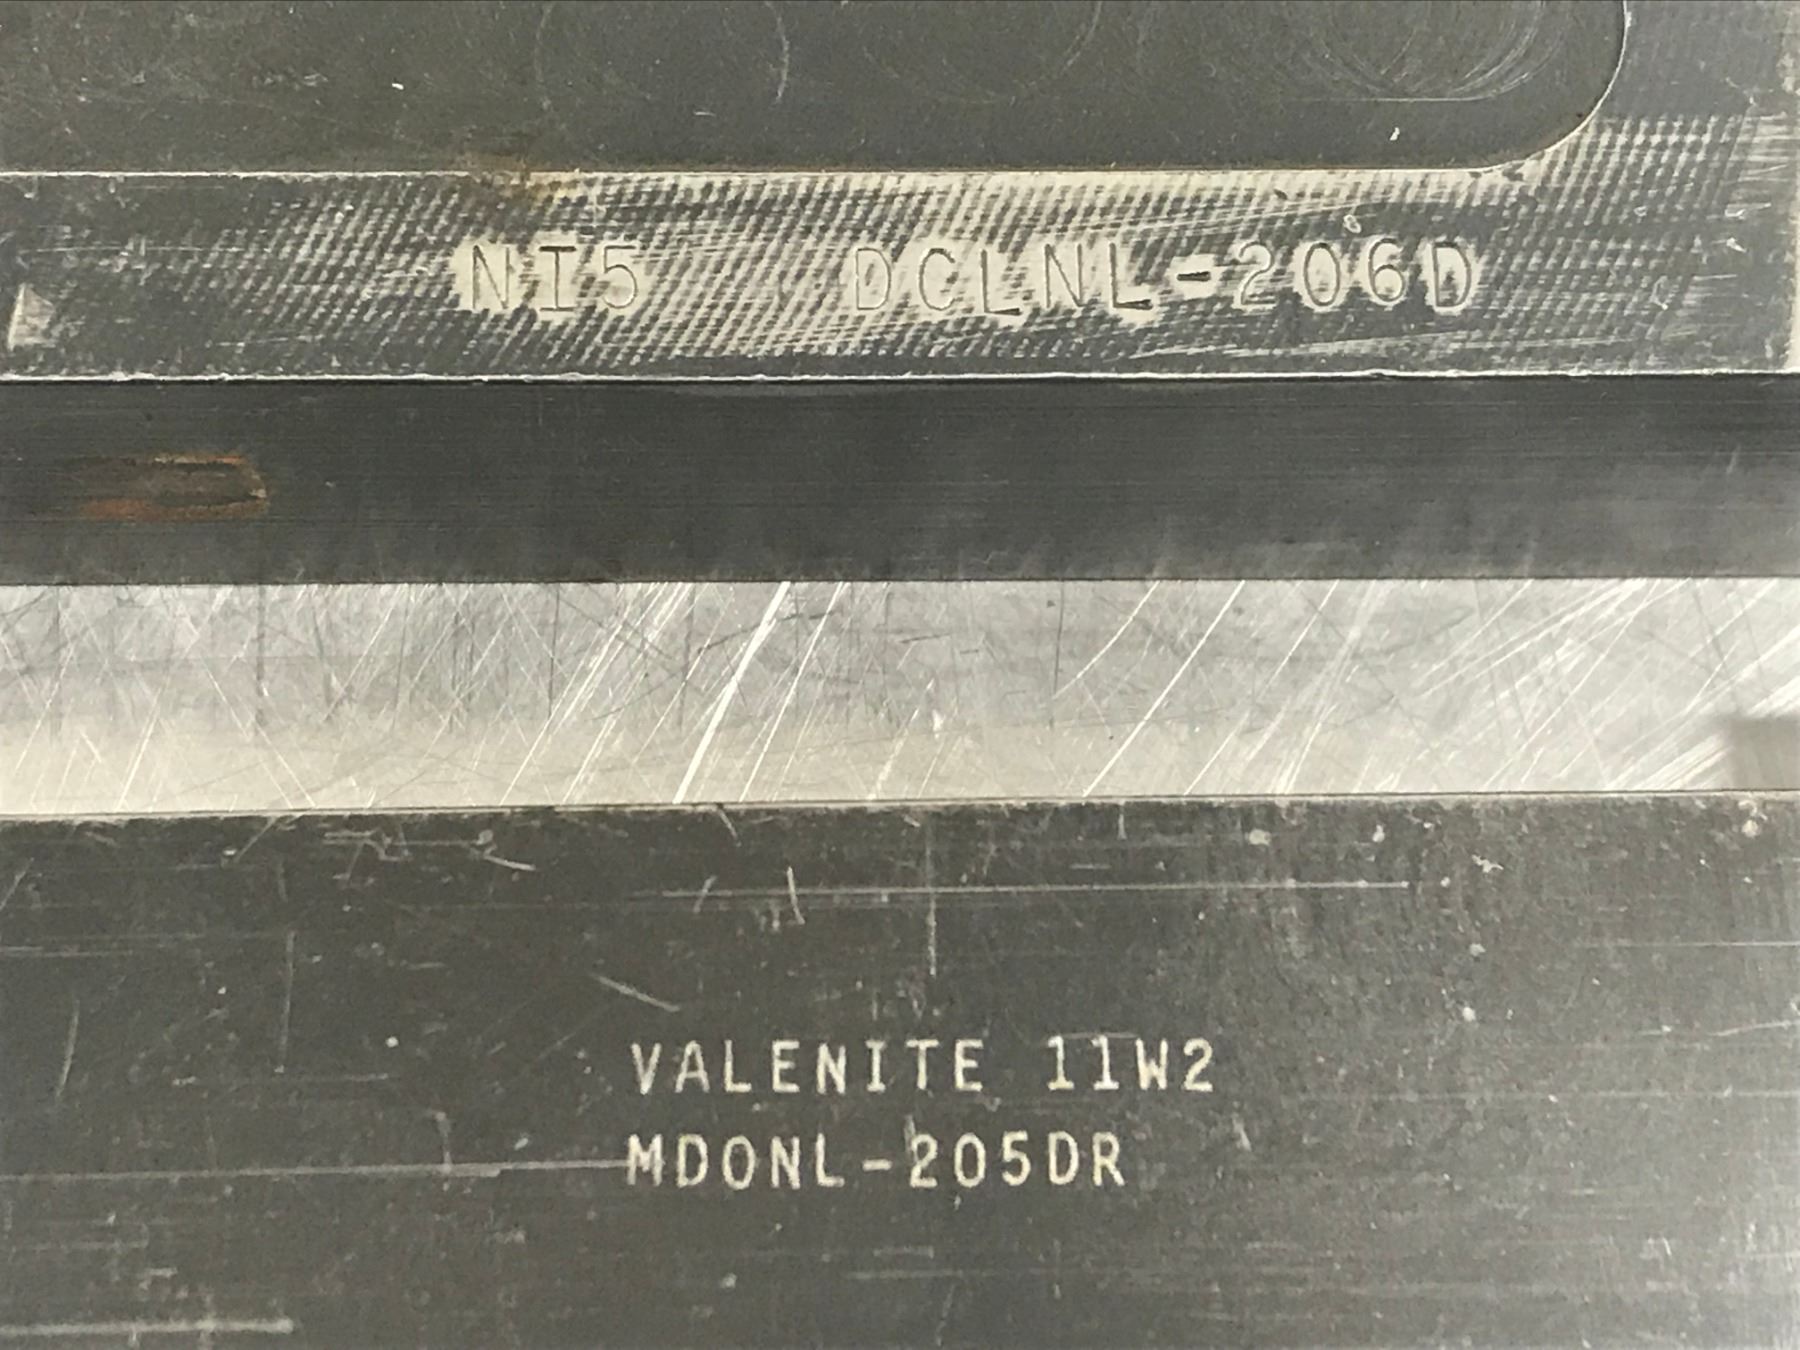 NI5 DCLNL-206D
VALENITE 11W2
MDONL-205DR